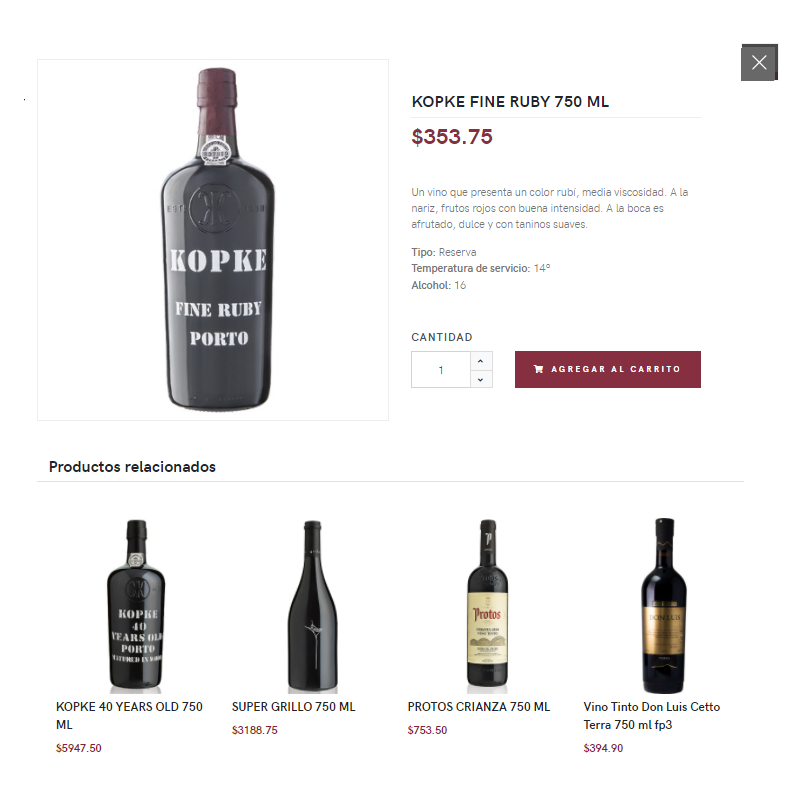 KOPKE
FINE RUBY
PORTO
KOPKE FINE RUBY 750 ML
$353.75
Un vino que presenta un color rubí, media viscosidad. A la
nariz, frutos rojos con buena intensidad. A la boca es
afrutado, dulce y con taninos suaves.
Tipo: Reserva
Temperatura de servicio: 14°
Alcohol: 16
CANTIDAD
1
AGREGAR AL CARRITO
Productos relacionados
KOPKE
40
YEARS OLD
PORTO
MATURED IN WOOD
Protos
DON LUIS
KOPKE 40 YEARS OLD 750
ML
$5947.50
SUPER GRILLO 750 ML
$3188.75
PROTOS CRIANZA 750 ML
$753.50
Vino Tinto Don Luis Cetto
Terra 750 ml fp3
$394.90